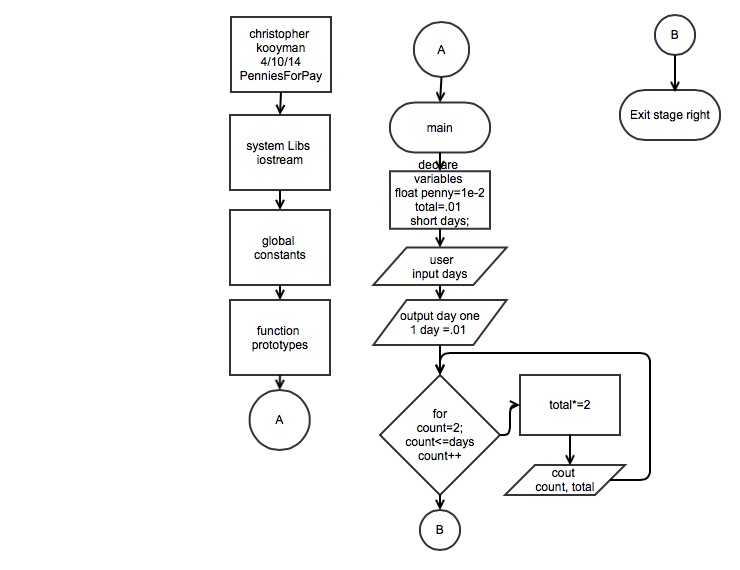 christopher
kooyman
4/10/14
PenniesForPay
system Libs
iostream
global
constants
function
prototypes
A
A
main
declare
variables
float penny=1e-2
total=.01
short days;
user
input days
output day one
1 day =.01
for
count=2;
count<=days
count++
total*=2
cout
count, total
B
B
Exit stage right